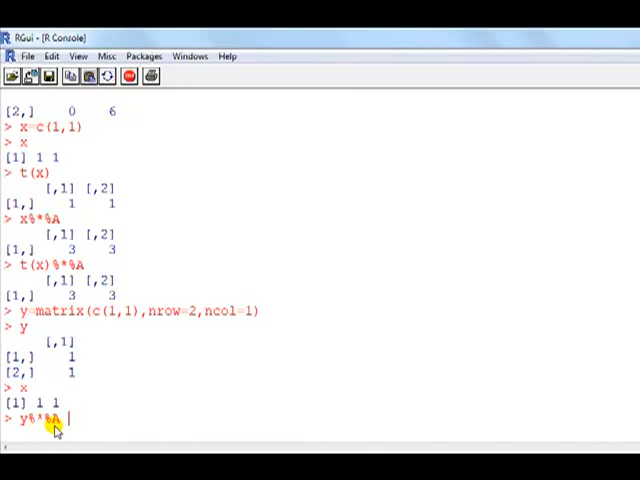 RGui - [R Console]
File Edit View Misc Packages Windows Help
[2,] 0 6
> x=c(1,1)
> x
[1] 1 1
> t(x)
[,1] [,2]
[1,] 1 1
> x%*%A
[,1] [,2]
[1,] 3 3
> t(x)%*%A
[,1] [,2]
[1,] 3 3
> y=matrix(c(1,1),nrow=2,ncol=1)
> y
[,1]
[1,] 1
[2,] 1
> x
[1] 1 1
> y%*%A